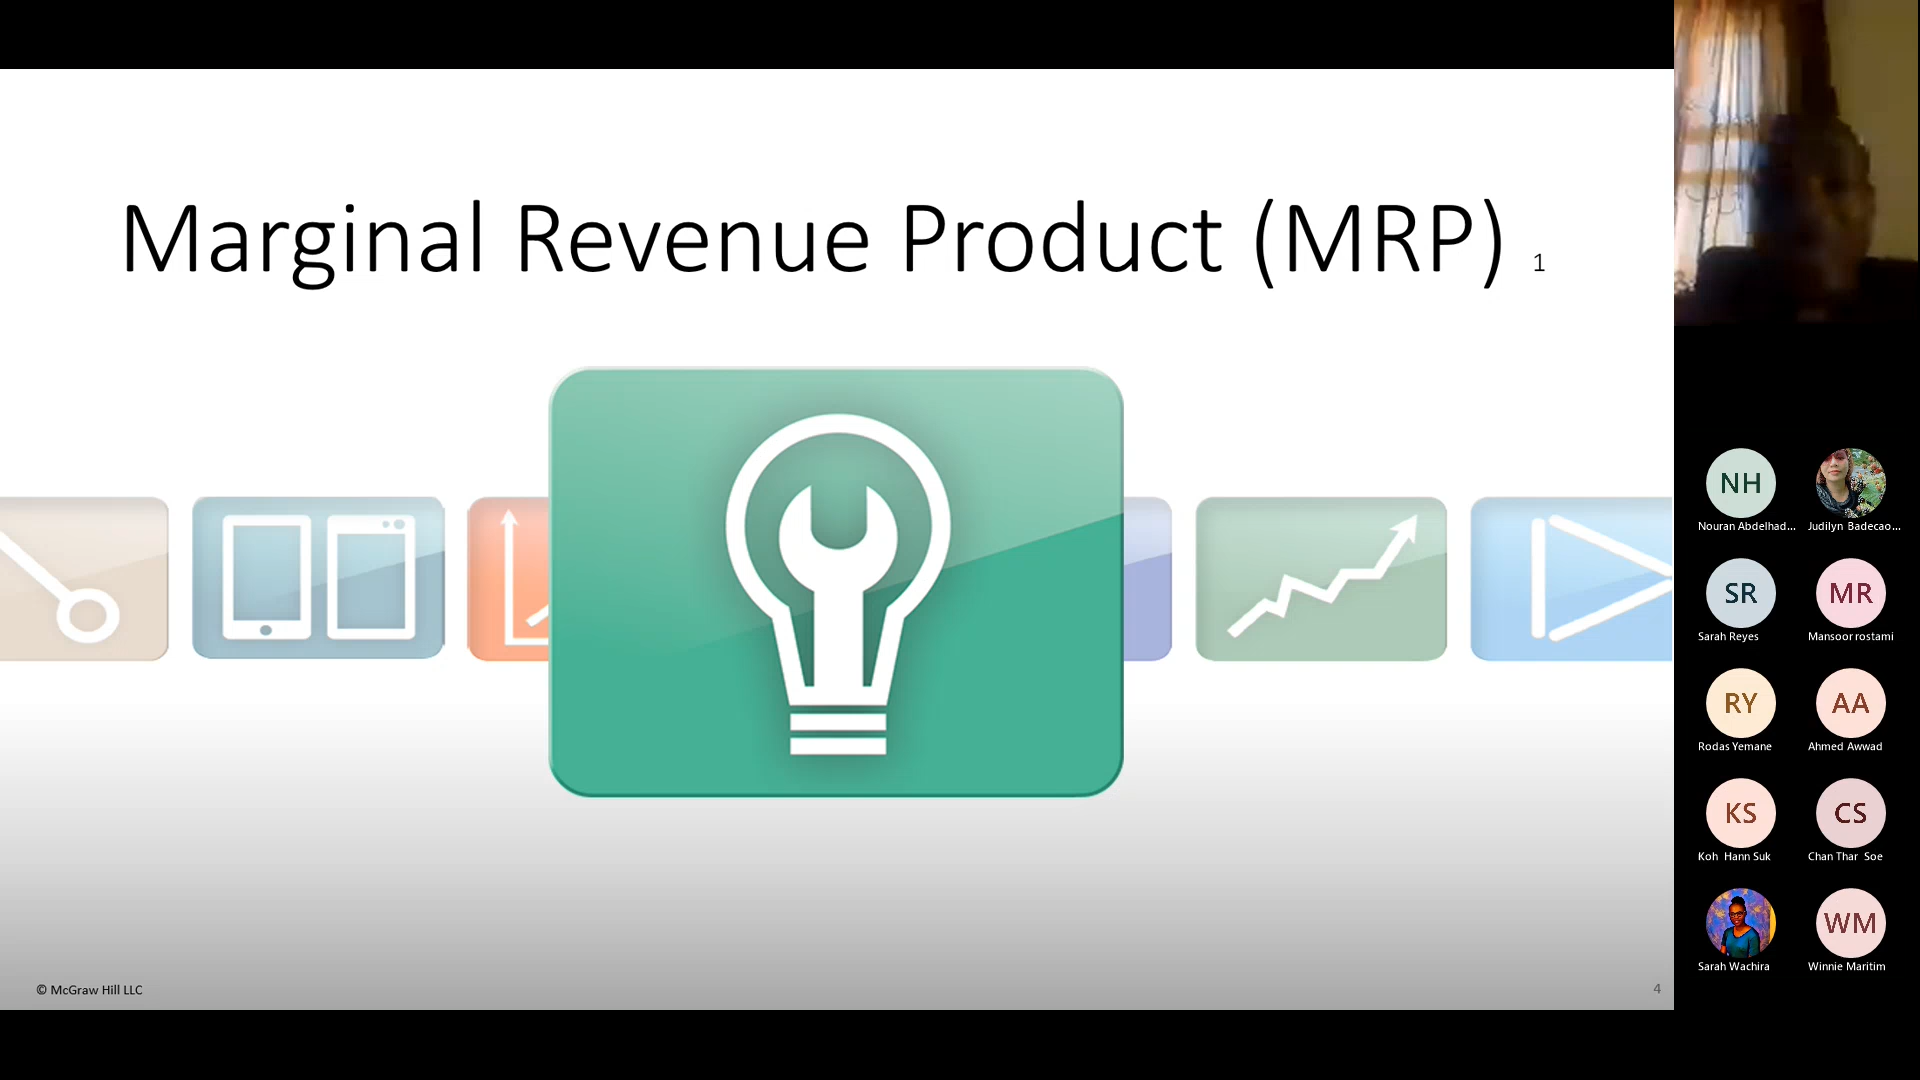 Marginal Revenue Product (MRP) 1
© McGraw Hill LLC
4
NH
Nouran Abdelhad...
Judilyn Badecao...
SR
Sarah Reyes
MR
Mansoor rostami
RY
Rodas Yemane
AA
Ahmed Awwad
KS
Koh Hann Suk
CS
Chan Thar Soe
Sarah Wachira
WM
Winnie Maritim